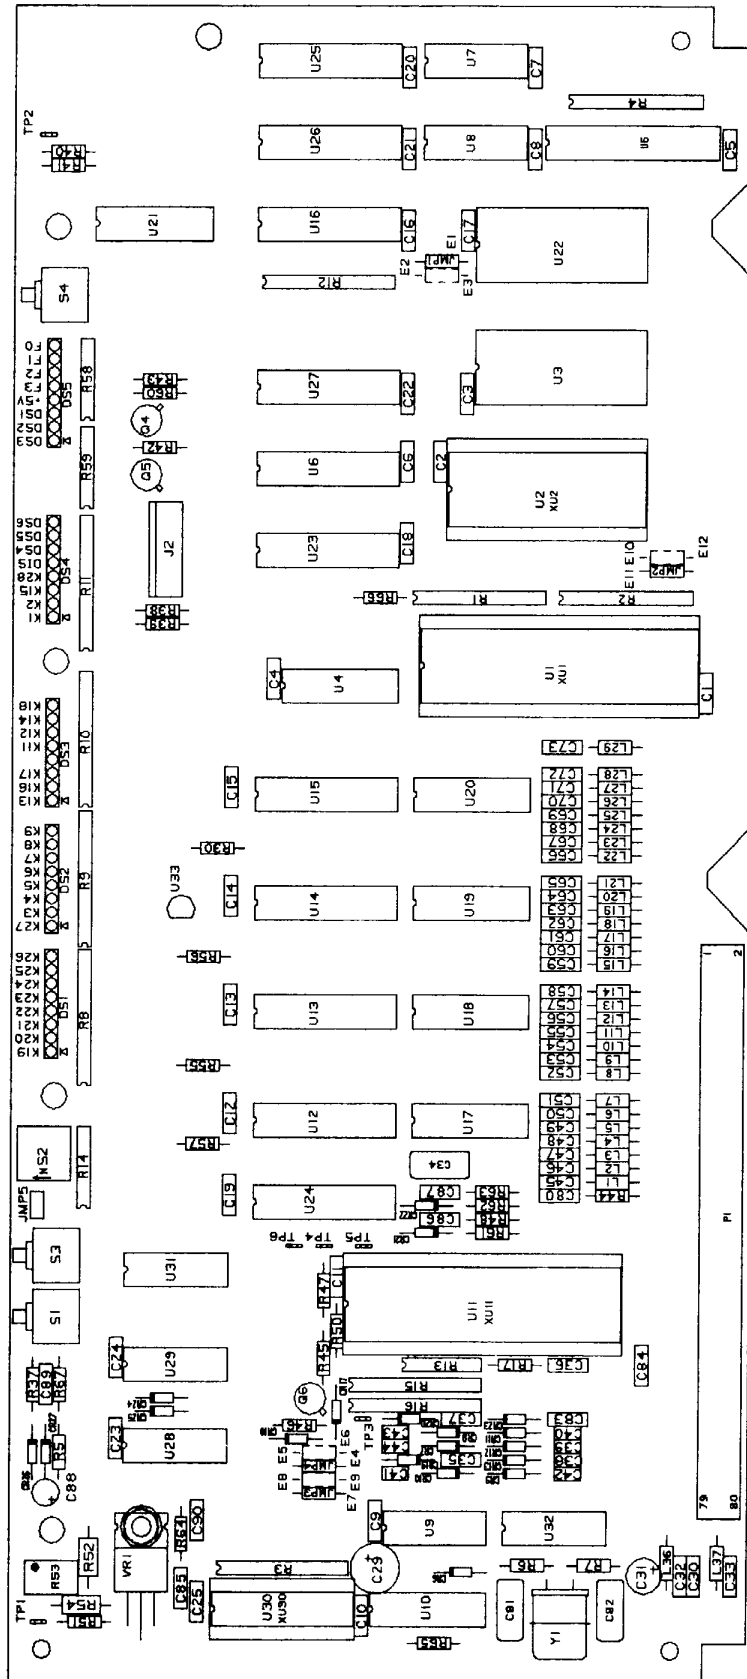 TP2
R40
R41
U25
C20
U7
C7
R4
U26
C21
U8
C8
U5
C5
U21
U16
C16
C17
U22
E2
E1
JMP1
E3
R12
S4
F0
F1
F2
F3
+5V
DS1
DS2
DS3
DS5
R58
R43
R60
Q4
U27
C22
C3
U3
R59
R42
Q5
U6
C6
C2
U2
XU2
DS6
DS5
DS4
DIS
K28
K15
K2
K1
DS4
R11
J2
U23
C18
E10
E12
E11
JMP2
R38
R39
R66
R1
R2
C4
U4
U1
XU1
C1
K18
K14
K12
K11
K17
K16
K13
DS3
R10
C15
U15
U20
C73
C72
C71
C70
C69
C68
C67
C66
L29
L28
L27
L26
L25
L24
L23
L22
K9
K8
K7
K6
K5
K4
K3
K27
DS2
R9
R30
U33
C14
U14
U19
C65
C64
C63
C62
C61
C60
C59
L21
L20
L19
L18
L17
L16
L15
R56
K26
K25
K24
K23
K22
K21
K20
K19
DS1
R8
C13
U13
U18
C58
C57
C56
C55
C54
C53
C52
L14
L13
L12
L11
L10
L9
L8
1
2
R55
C12
U12
U17
C51
C50
C49
C48
C47
C46
C45
C80
L7
L6
L5
L4
L3
L2
L1
R44
R57
S2
R14
JMP5
C34
C19
U24
C87
C86
R63
R62
R48
P1
TP6
TP4
TP5
S3
U31
R47
U11
XU11
S1
R50
R45
C24
U29
R13
R17
C36
C84
R37
C89
R67
R15
R16
Q6
R46
E6
TP3
C37
C83
C40
C39
C38
C42
C43
C44
C35
C41
R5
C23
U28
E5
E4
JMP4
E8
E9
JMP3
E7
C88
79
80
C90
R64
C9
U9
U32
VR1
R52
R53
C85
C25
R3
C29
R6
R7
C31
L36
C32
C30
L37
C33
TP1
R54
R51
U30
XU30
C10
U10
Y1
R65